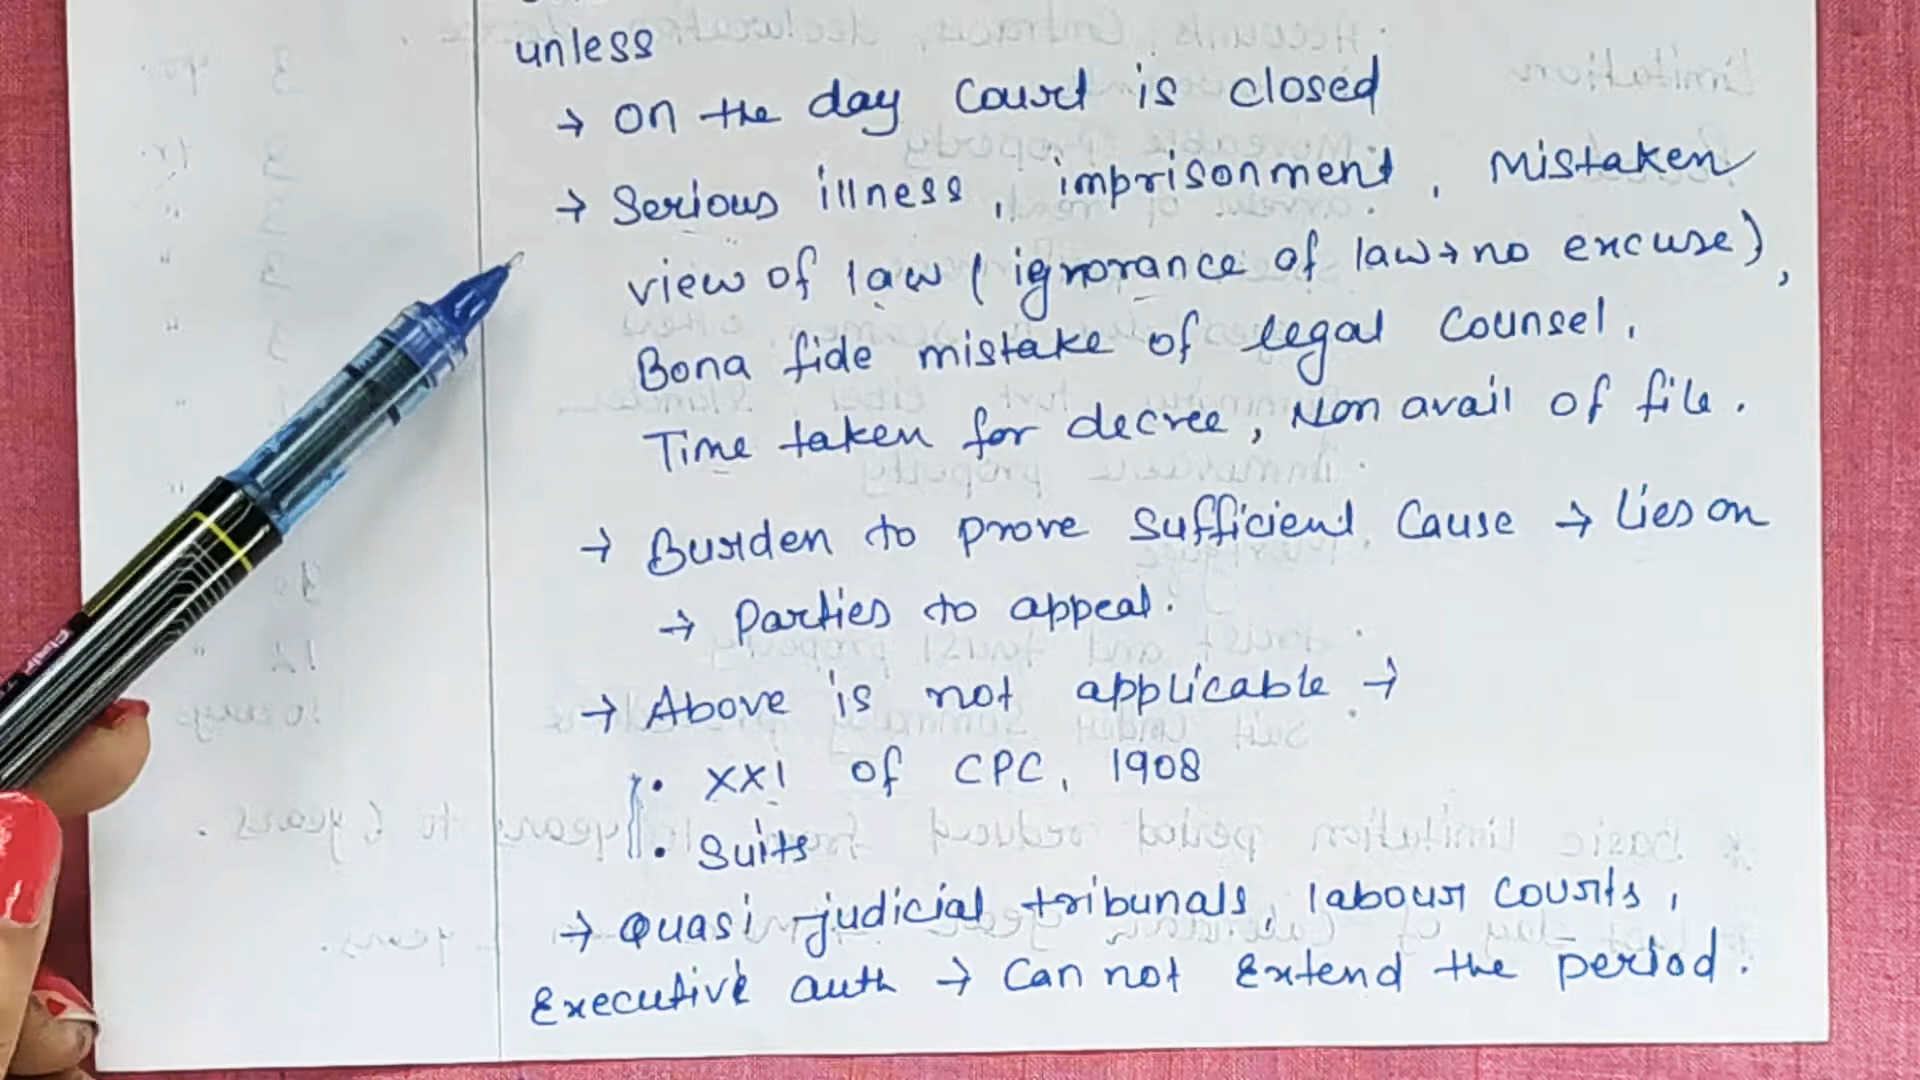 unless
→ on the day Court is closed
→ Serious illness, imprisonment, Mistaken
view of law (ignorance of law → no excuse),
Bona fide mistake of legal Counsel,
Time taken for decree, Non avail of file.
→ Burden to prove Sufficient Cause → Lies on
→ Parties to appeal.
→ Above is not applicable →
• XXI of CPC, 1908
• Suits
→ Quasi-judicial tribunals, labour Courts,
Executive auth → Can not Extend the period.